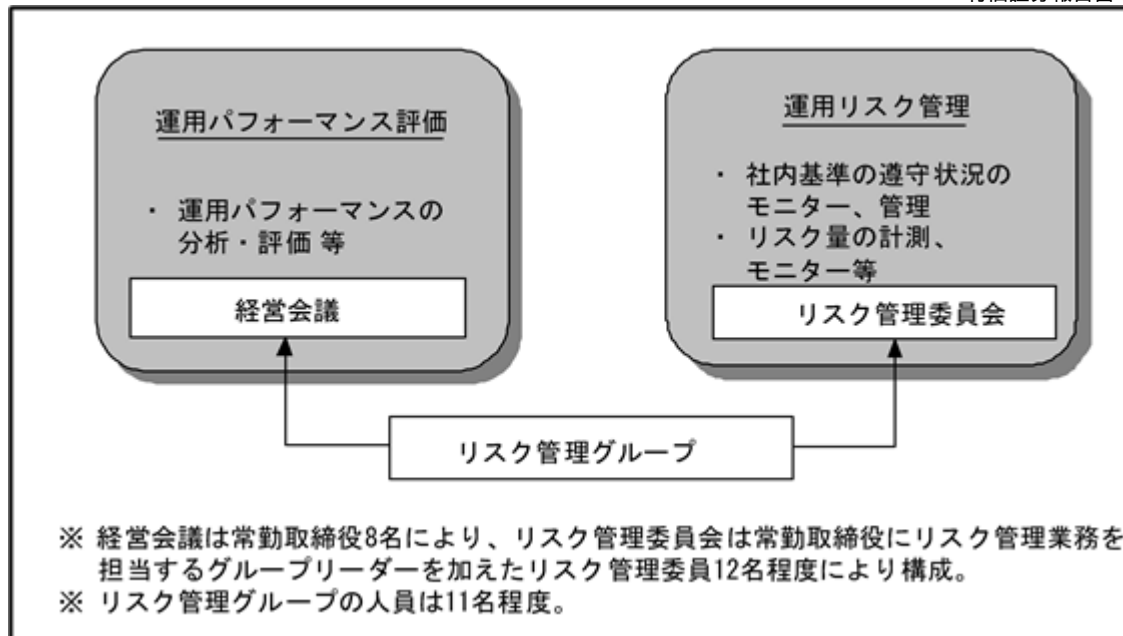 運用パフォーマンス評価
・ 運用パフォーマンスの
分析・評価 等
経営会議
運用リスク管理
・ 社内基準の遵守状況の
モニター、管理
・ リスク量の計測、
モニター等
リスク管理委員会
リスク管理グループ
※ 経営会議は常勤取締役8名により、リスク管理委員会は常勤取締役にリスク管理業務を
担当するグループリーダーを加えたリスク管理委員12名程度により構成。
※ リスク管理グループの人員は11名程度。